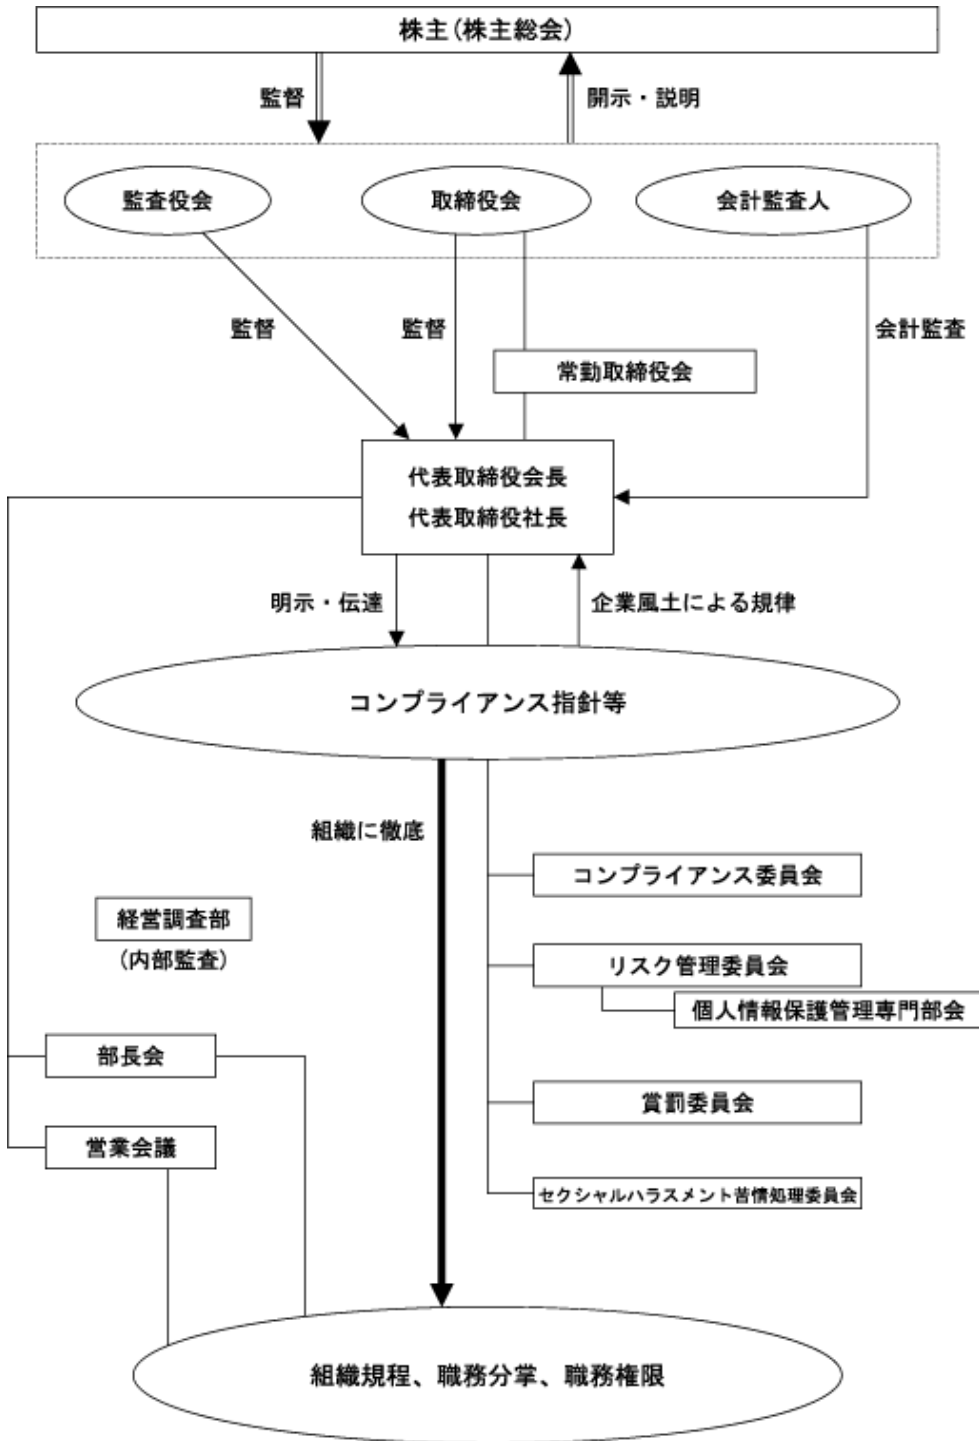 株主(株主総会)
監督
開示・説明
監査役会
取締役会
会計監査人
監督
監督
会計監査
常勤取締役会
代表取締役会長
代表取締役社長
明示・伝達
企業風土による規律
コンプライアンス指針等
組織に徹底
コンプライアンス委員会
経営調査部
(内部監査)
リスク管理委員会
個人情報保護管理専門部会
部長会
賞罰委員会
営業会議
セクシャルハラスメント苦情処理委員会
組織規程、職務分掌、職務権限